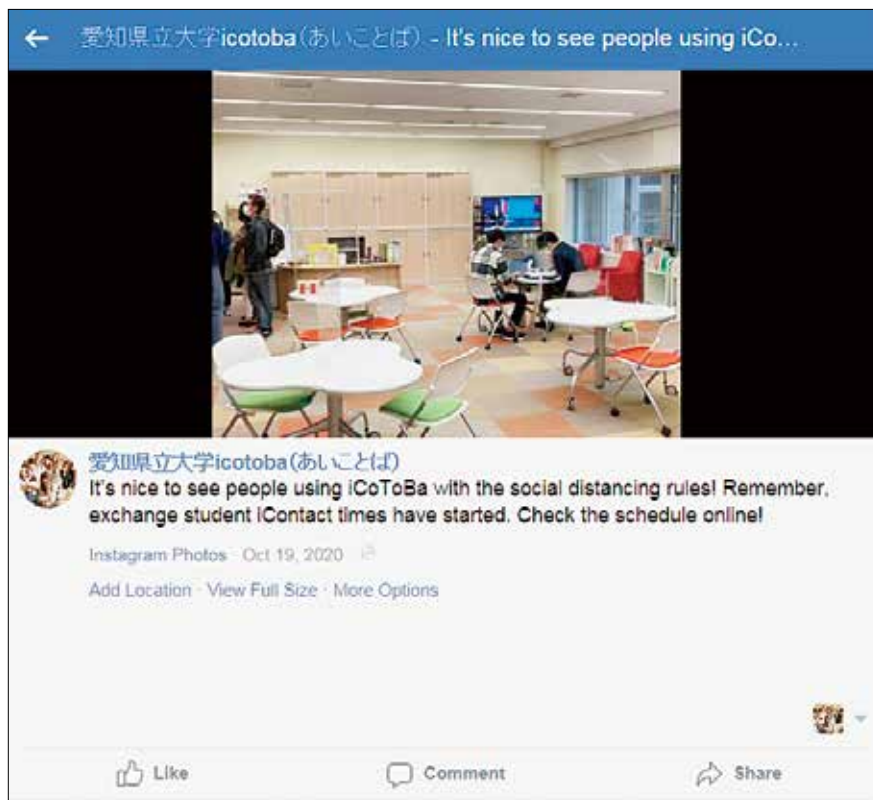 愛知県立大学icotoba(あいことば) - It's nice to see people using iCo...
愛知県立大学icotoba(あいことば)
It's nice to see people using iCoToBa with the social distancing rules! Remember,
exchange student iContact times have started. Check the schedule online!
Instagram Photos · Oct 19, 2020
Add Location · View Full Size · More Options
Like
Comment
Share